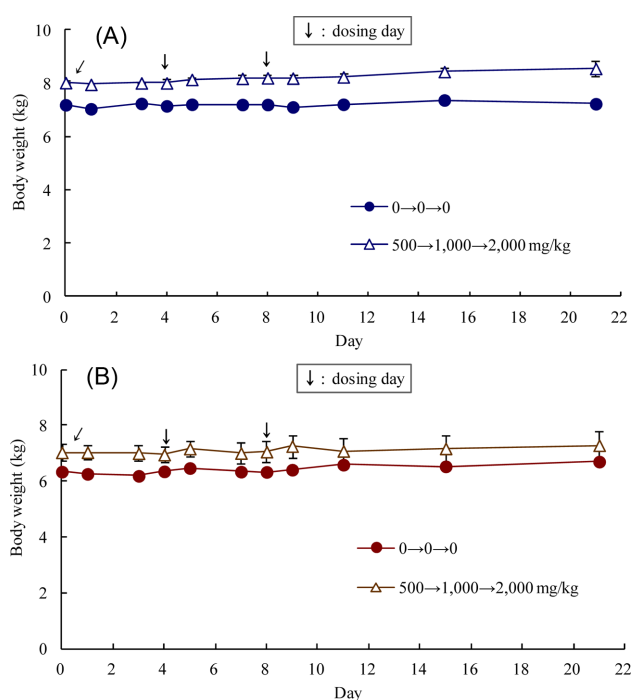 (A)
↓ : dosing day
10
8
6
4
2
0
Body weight (kg)
0→0→0
500→1,000→2,000 mg/kg
0 2 4 6 8 10 12 14 16 18 20 22
Day
(B)
↓ : dosing day
10
8
6
4
2
0
Body weight (kg)
0→0→0
500→1,000→2,000 mg/kg
0 2 4 6 8 10 12 14 16 18 20 22
Day